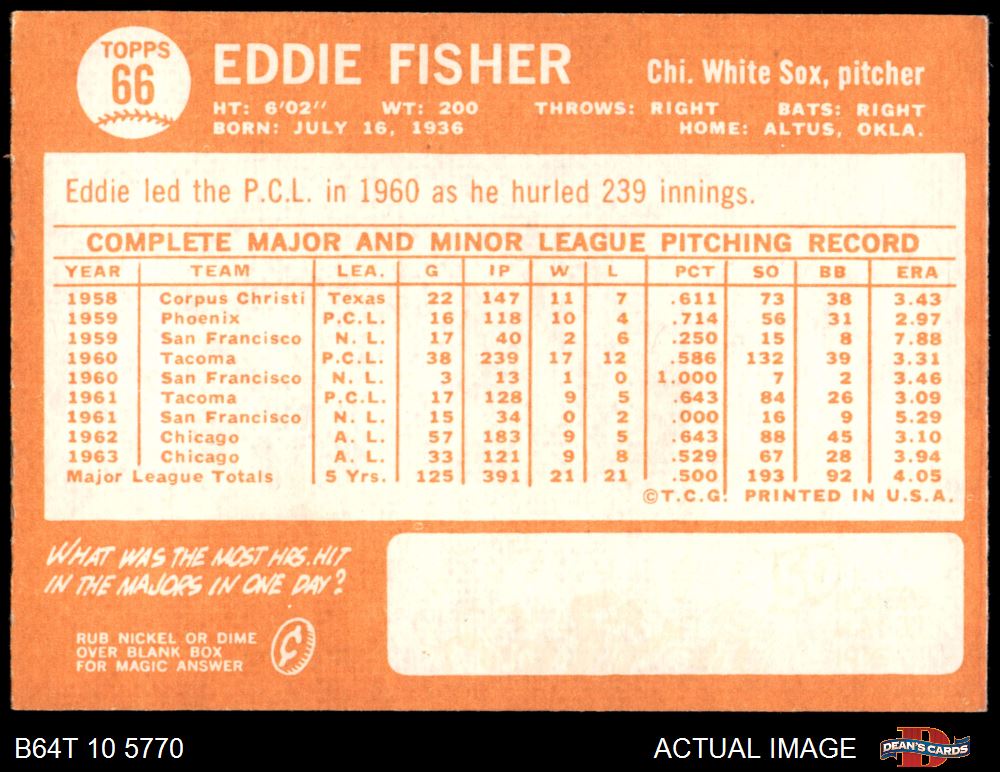 TOPPS
66
EDDIE FISHER
Chi. White Sox, pitcher
HT: 6'02" WT: 200 THROWS: RIGHT BATS: RIGHT
BORN: JULY 16, 1936 HOME: ALTUS, OKLA.
Eddie led the P.C.L. in 1960 as he hurled 239 innings.
COMPLETE MAJOR AND MINOR LEAGUE PITCHING RECORD
YEAR TEAM LEA. G IP W L PCT SO BB ERA
1958 Corpus Christi Texas 22 147 11 7 .611 73 38 3.43
1959 Phoenix P.C.L. 16 118 10 4 .714 56 31 2.97
1959 San Francisco N. L. 17 40 2 6 .250 15 8 7.88
1960 Tacoma P.C.L. 38 239 17 12 .586 132 39 3.31
1960 San Francisco N. L. 3 13 1 0 1.000 7 2 3.46
1961 Tacoma P.C.L. 17 128 9 5 .643 84 26 3.09
1961 San Francisco N. L. 15 34 0 2 .000 16 9 5.29
1962 Chicago A. L. 57 183 9 5 .643 88 45 3.10
1963 Chicago A. L. 33 121 9 8 .529 67 28 3.94
Major League Totals 5 Yrs. 125 391 21 21 .500 193 92 4.05
©T.C.G. PRINTED IN U.S.A.
WHAT WAS THE MOST HRS. HIT
IN THE MAJORS IN ONE DAY?
RUB NICKEL OR DIME
OVER BLANK BOX
FOR MAGIC ANSWER
B64T 10 5770
ACTUAL IMAGE
D
DEAN'S CARDS